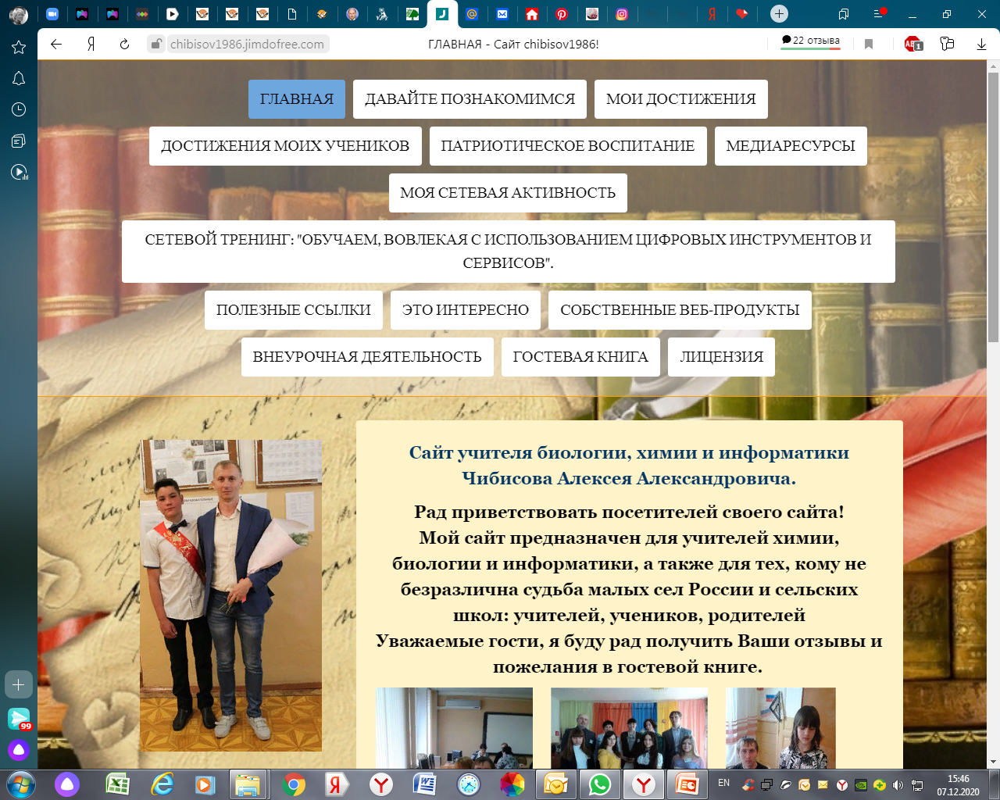 chibisov1986.jimdofree.com
ГЛАВНАЯ - Сайт chibisov1986!
22 отзыва
1
ГЛАВНАЯ
ДАВАЙТЕ ПОЗНАКОМИМСЯ
МОИ ДОСТИЖЕНИЯ
ДОСТИЖЕНИЯ МОИХ УЧЕНИКОВ
ПАТРИОТИЧЕСКОЕ ВОСПИТАНИЕ
МЕДИАРЕСУРСЫ
МОЯ СЕТЕВАЯ АКТИВНОСТЬ
СЕТЕВОЙ ТРЕНИНГ: "ОБУЧАЕМ, ВОВЛЕКАЯ С ИСПОЛЬЗОВАНИЕМ ЦИФРОВЫХ ИНСТРУМЕНТОВ И
СЕРВИСОВ".
ПОЛЕЗНЫЕ ССЫЛКИ
ЭТО ИНТЕРЕСНО
СОБСТВЕННЫЕ ВЕБ-ПРОДУКТЫ
ВНЕУРОЧНАЯ ДЕЯТЕЛЬНОСТЬ
ГОСТЕВАЯ КНИГА
ЛИЦЕНЗИЯ
Сайт учителя биологии, химии и информатики
Чибисова Алексея Александровича.
Рад приветствовать посетителей своего сайта!
Мой сайт предназначен для учителей химии,
биологии и информатики, а также для тех, кому не
безразлична судьба малых сел России и сельских
школ: учителей, учеников, родителей
Уважаемые гости, я буду рад получить Ваши отзывы и
пожелания в гостевой книге.
99
EN
15:46
07.12.2020